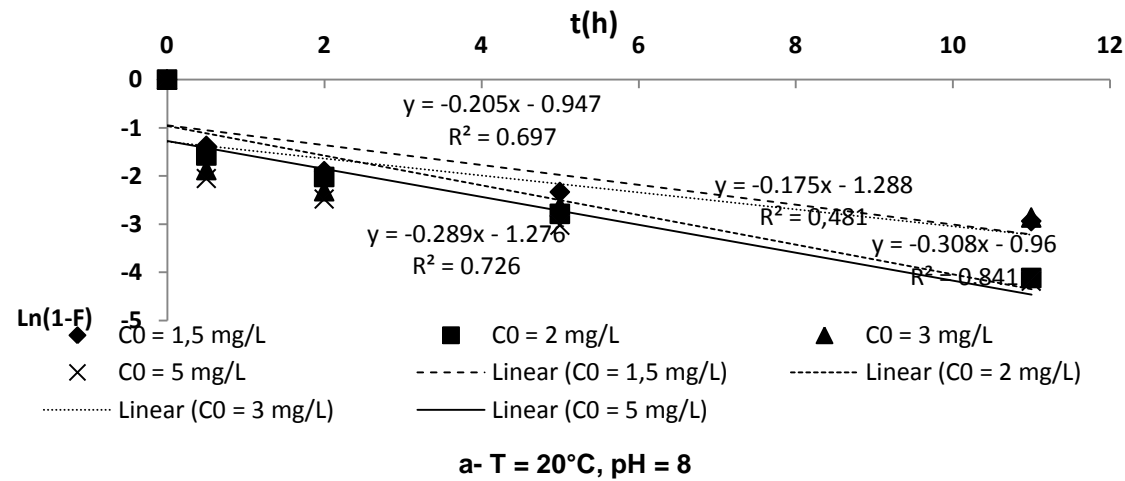 t(h)
0 2 4 6 8 10 12
0
-1
-2
-3
-4
-5
y = -0.205x - 0.947
R² = 0.697
y = -0.175x - 1.288
R² = 0,481
y = -0.289x - 1.276
R² = 0.726
y = -0.308x - 0.96
R² = 0.841
Ln(1-F)
C0 = 1,5 mg/L C0 = 2 mg/L C0 = 3 mg/L
C0 = 5 mg/L Linear (C0 = 1,5 mg/L) Linear (C0 = 2 mg/L)
Linear (C0 = 3 mg/L) Linear (C0 = 5 mg/L)
a- T = 20°C, pH = 8